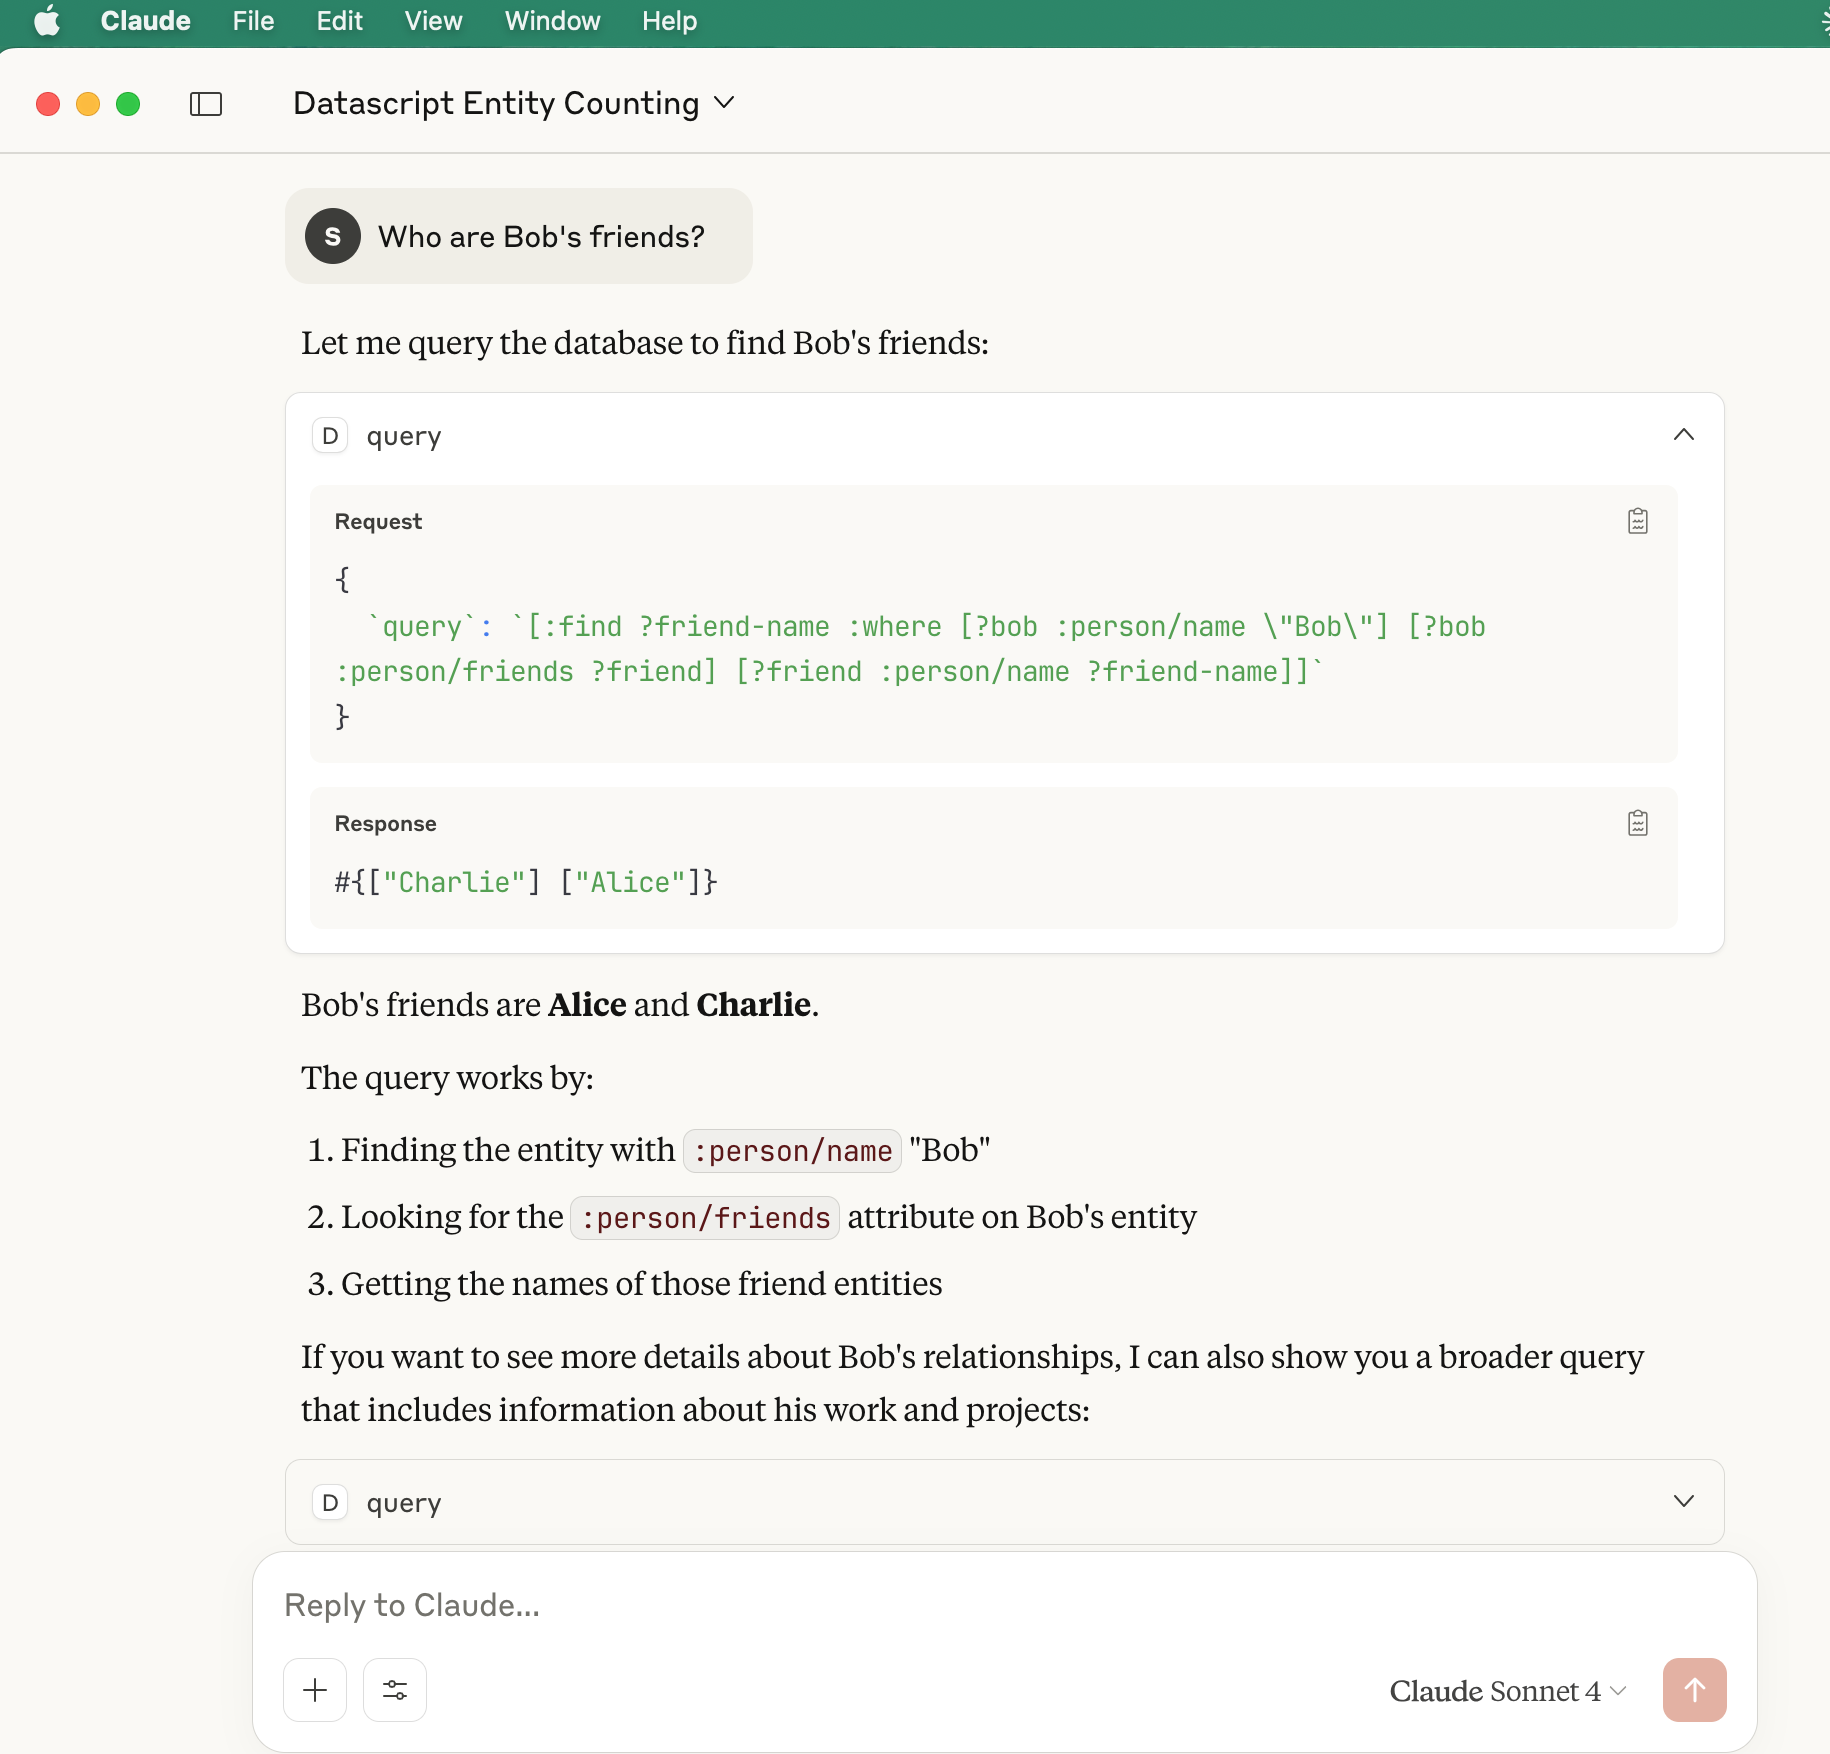 Claude File Edit View Window Help
Datascript Entity Counting
S Who are Bob's friends?
Let me query the database to find Bob's friends:
D query
Request
{
  `query`: `[:find ?friend-name :where [?bob :person/name \"Bob\"] [?bob
:person/friends ?friend] [?friend :person/name ?friend-name]]`
}
Response
#{["Charlie"] ["Alice"]}
Bob's friends are Alice and Charlie.
The query works by:
1. Finding the entity with :person/name "Bob"
2. Looking for the :person/friends attribute on Bob's entity
3. Getting the names of those friend entities
If you want to see more details about Bob's relationships, I can also show you a broader query
that includes information about his work and projects:
D query
Reply to Claude...
Claude Sonnet 4